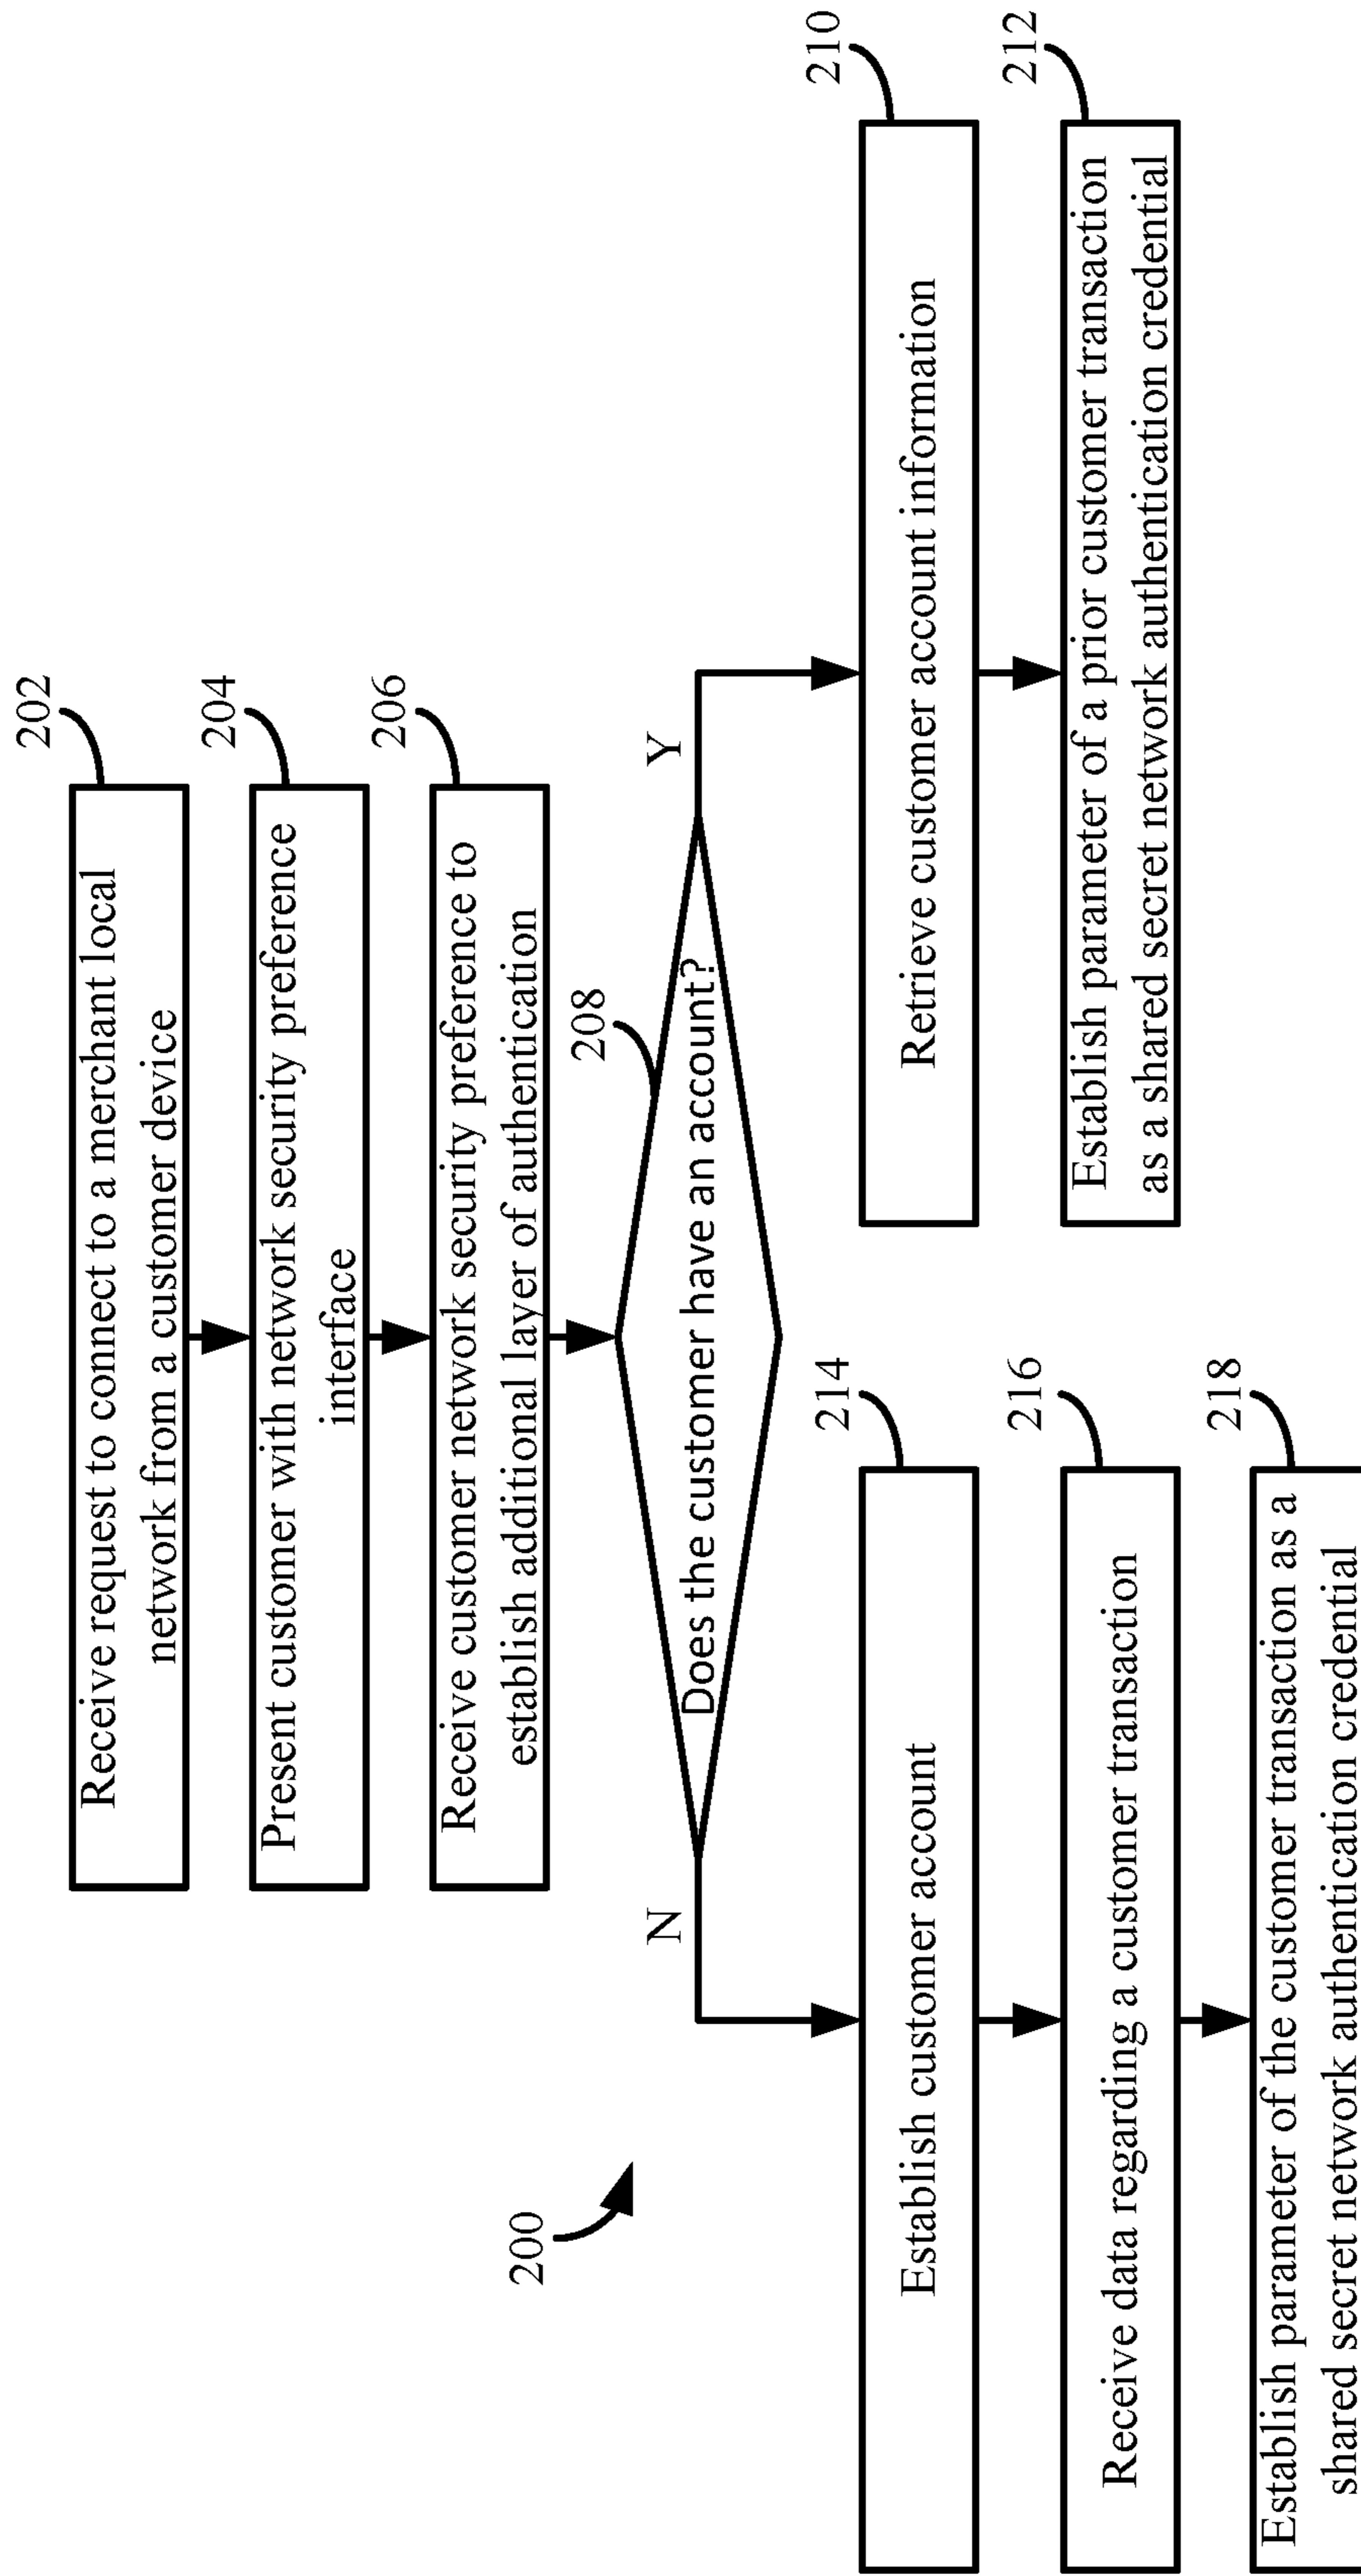 202
Receive request to connect to a merchant local
network from a customer device
204
Present customer with network security preference
interface
206
Receive customer network security preference to
establish additional layer of authentication
208
Does the customer have an account?
N
Y
200
210
Retrieve customer account information
212
Establish parameter of a prior customer transaction
as a shared secret network authentication credential
214
Establish customer account
216
Receive data regarding a customer transaction
218
Establish parameter of the customer transaction as a
shared secret network authentication credential